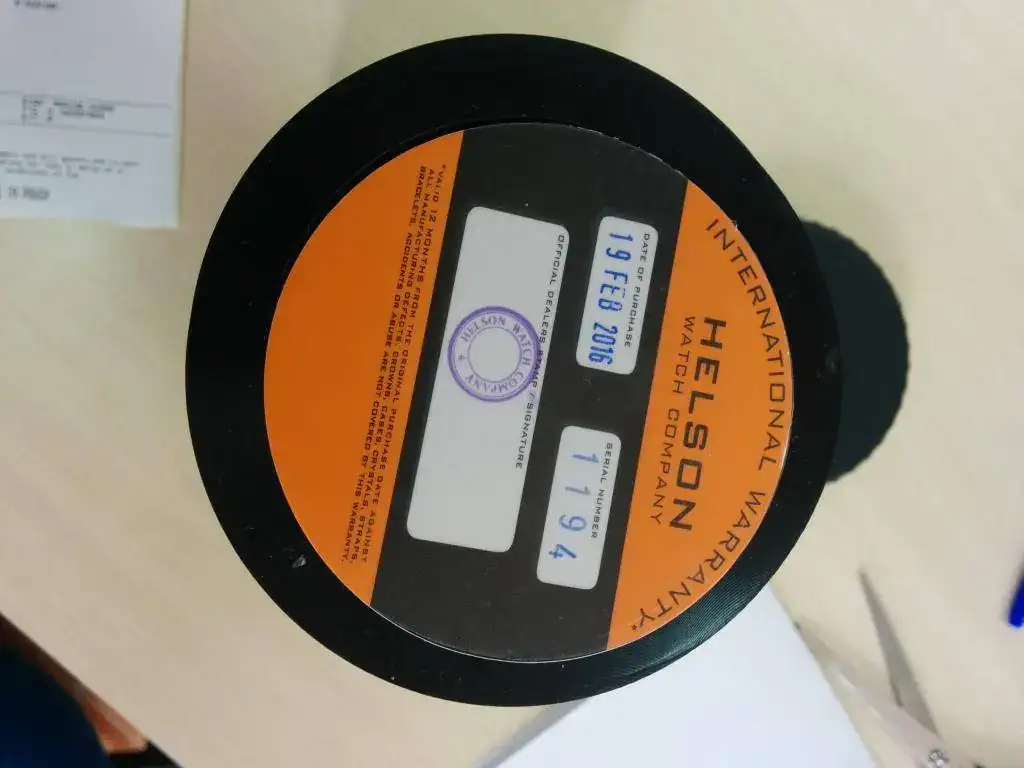 INTERNATIONAL WARRANTY*
HELSON
WATCH COMPANY
DATE OF PURCHASE
19 FEB 2016
SERIAL NUMBER
1194
OFFICIAL DEALERS STAMP / SIGNATURE
HELSON WATCH COMPANY
*VALID 12 MONTHS FROM THE ORIGINAL PURCHASE DATE AGAINST
ALL MANUFACTURING DEFECTS. CROWNS, CASES, CRYSTALS, STRAPS,
BRACELETS, ACCIDENTS OR ABUSE ARE NOT COVERED BY THIS WARRANTY.